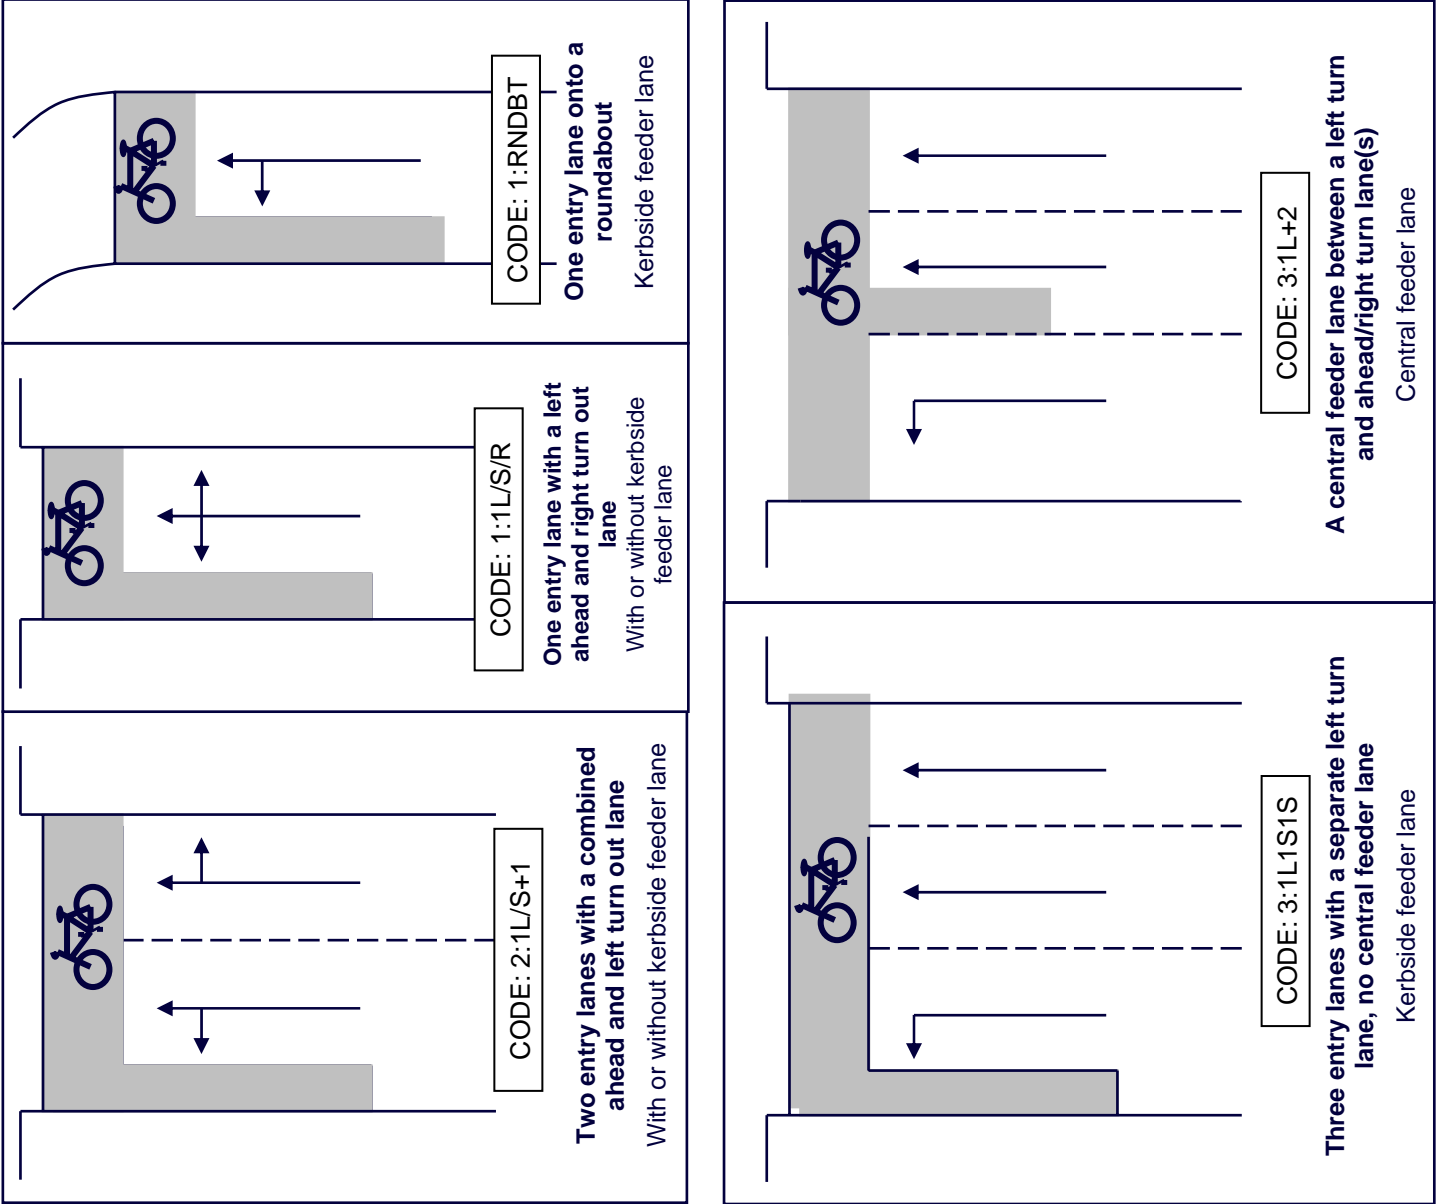 CODE: 2:1L/S+1
Two entry lanes with a combined
ahead and left turn out lane
With or without kerbside feeder lane
CODE: 1:1L/S/R
One entry lane with a left
ahead and right turn out
lane
With or without kerbside
feeder lane
CODE: 1:RNDBT
One entry lane onto a
roundabout
Kerbside feeder lane
CODE: 3:1L1S1S
Three entry lanes with a separate left turn
lane, no central feeder lane
Kerbside feeder lane
CODE: 3:1L+2
A central feeder lane between a left turn
and ahead/right turn lane(s)
Central feeder lane